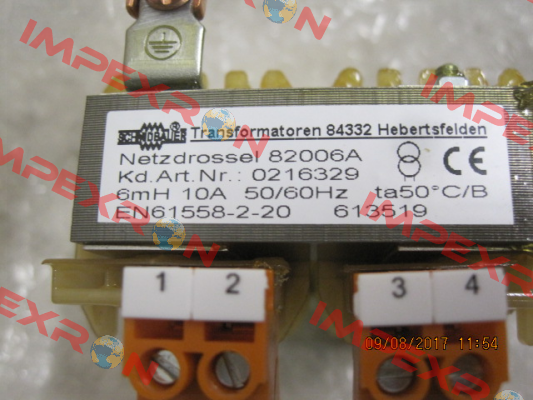 Transformatoren 84332 Hebertsfelden
Netzdrossel 82006A
Kd.Art.Nr.: 0216329
6mH 10A 50/60Hz ta50°C/B
EN61558-2-20 613519
CE
1 2 3 4
09/08/2017 11:54
IMPEXRON
IMPEXRON
IMPEXRON
IMPEXRON